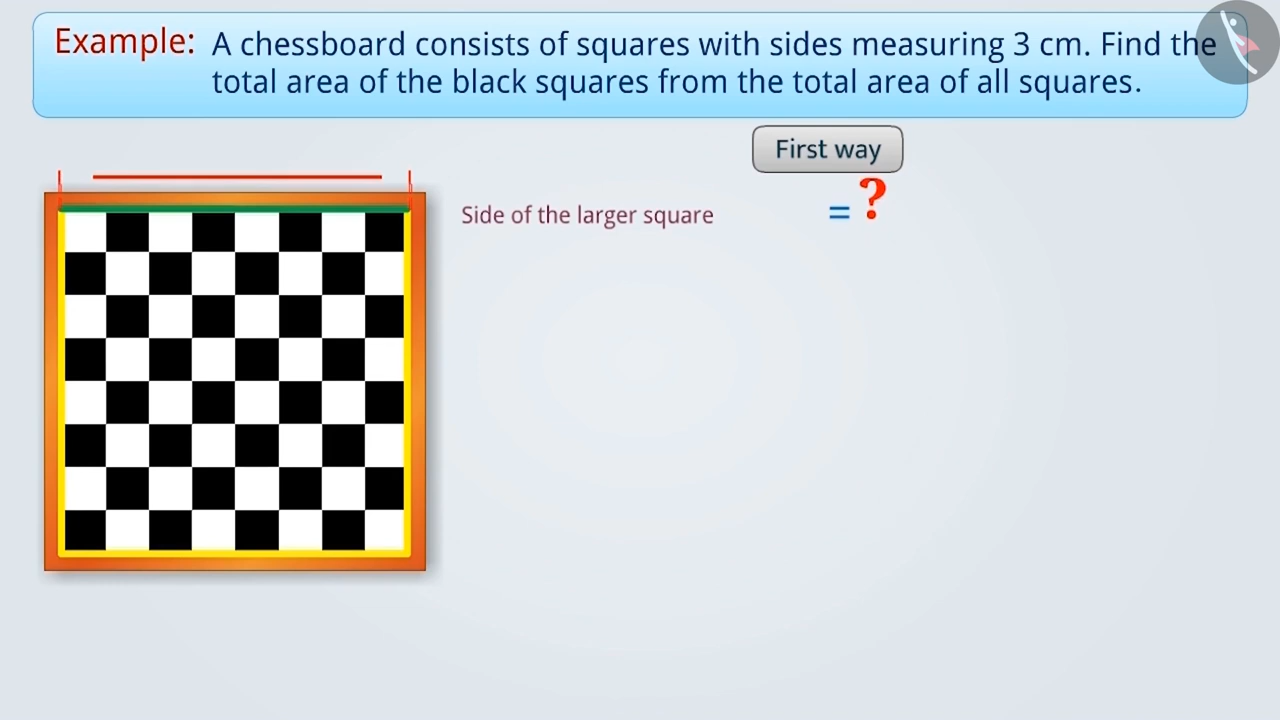 Example: A chessboard consists of squares with sides measuring 3 cm. Find the
total area of the black squares from the total area of all squares.
First way
Side of the larger square = ?